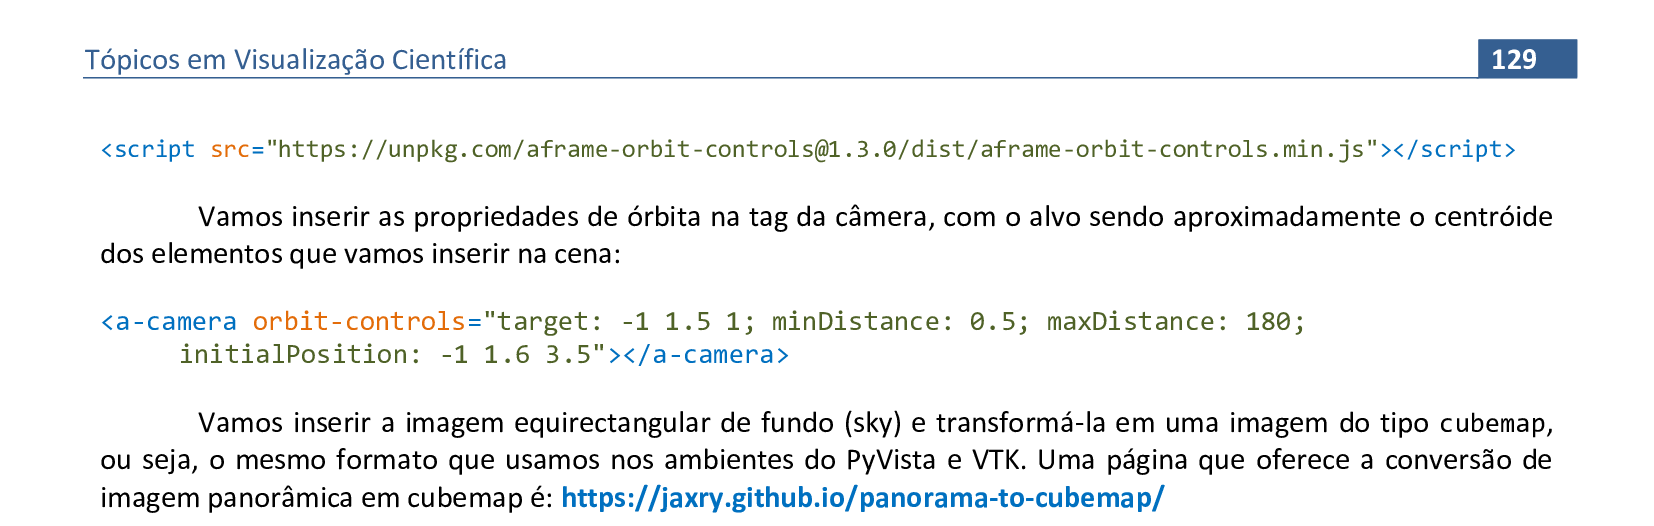 Tópicos em Visualização Científica 129
<script src="https://unpkg.com/aframe-orbit-controls@1.3.0/dist/aframe-orbit-controls.min.js"></script>
Vamos inserir as propriedades de órbita na tag da câmera, com o alvo sendo aproximadamente o centróide
dos elementos que vamos inserir na cena:
<a-camera orbit-controls="target: -1 1.5 1; minDistance: 0.5; maxDistance: 180;
initialPosition: -1 1.6 3.5"></a-camera>
Vamos inserir a imagem equirectangular de fundo (sky) e transformá-la em uma imagem do tipo cubemap,
ou seja, o mesmo formato que usamos nos ambientes do PyVista e VTK. Uma página que oferece a conversão de
imagem panorâmica em cubemap é: https://jaxry.github.io/panorama-to-cubemap/